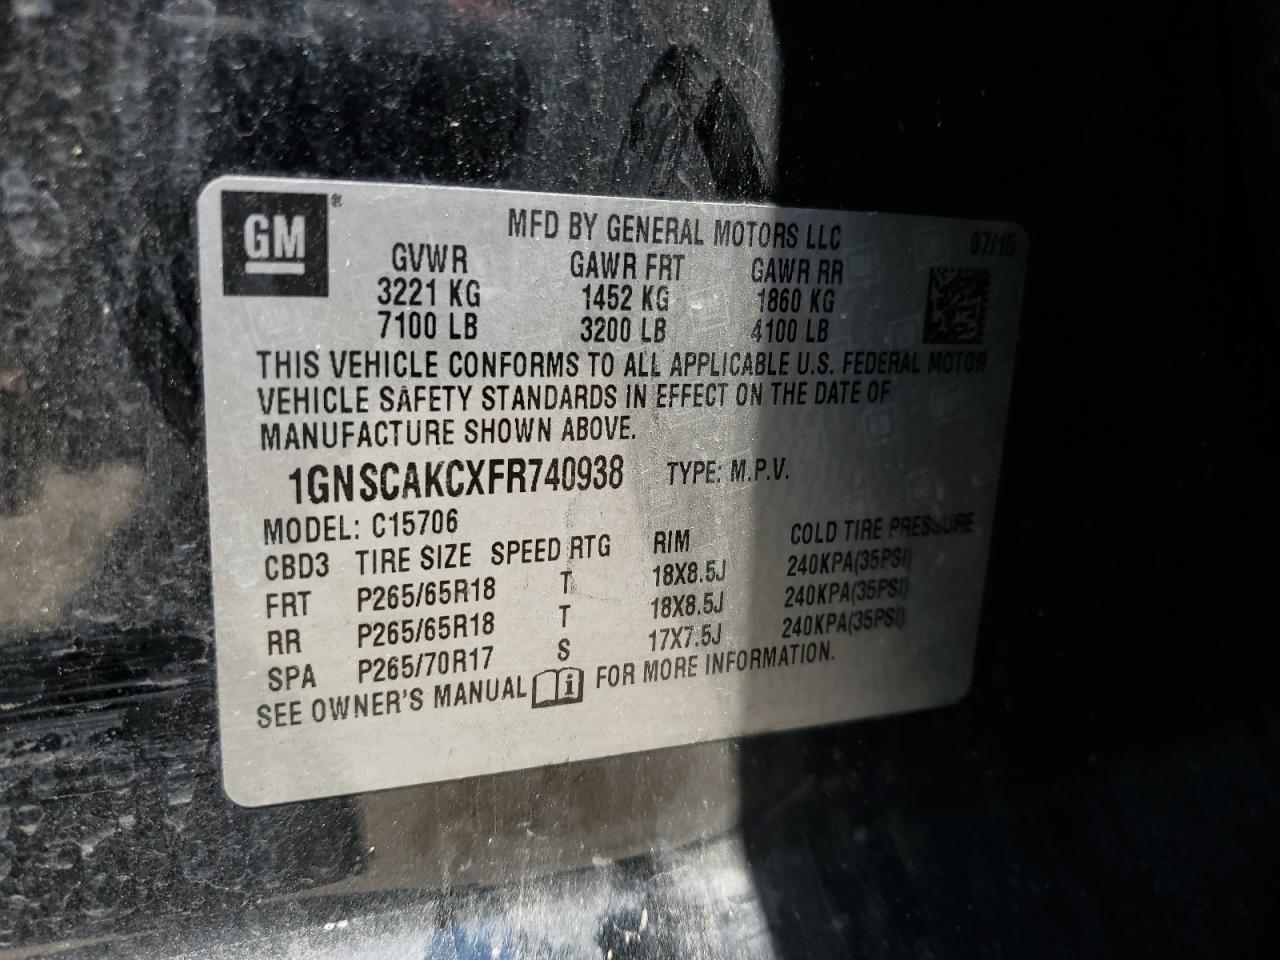 GM®
MFD BY GENERAL MOTORS LLC 07/15
GVWR GAWR FRT GAWR RR
3221 KG 1452 KG 1860 KG
7100 LB 3200 LB 4100 LB
THIS VEHICLE CONFORMS TO ALL APPLICABLE U.S. FEDERAL MOTOR
VEHICLE SAFETY STANDARDS IN EFFECT ON THE DATE OF
MANUFACTURE SHOWN ABOVE.
1GNSCAKCXFR740938 TYPE: M.P.V.
MODEL: C15706
CBD3 TIRE SIZE SPEED RTG RIM COLD TIRE PRESSURE
FRT P265/65R18 T 18X8.5J 240KPA(35PSI)
RR P265/65R18 T 18X8.5J 240KPA(35PSI)
SPA P265/70R17 S 17X7.5J 240KPA(35PSI)
SEE OWNER'S MANUAL i FOR MORE INFORMATION.